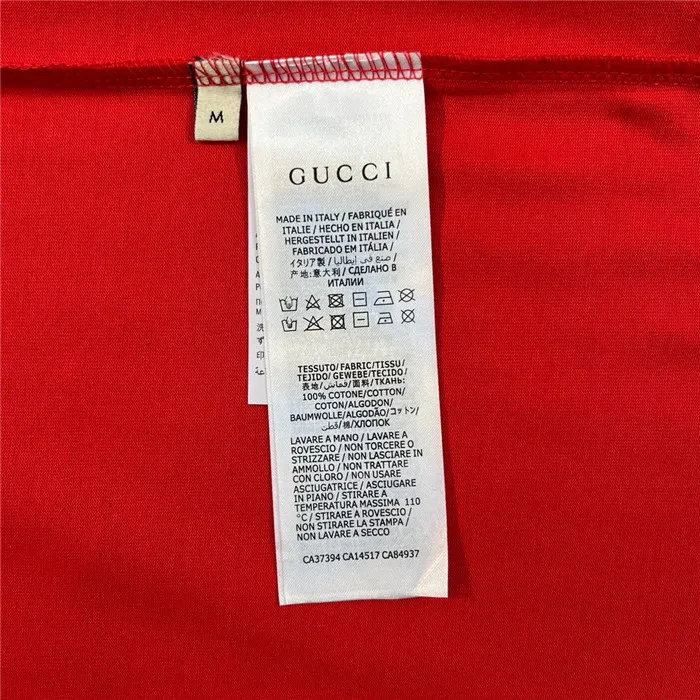 M
GUCCI
MADE IN ITALY / FABRIQUÉ EN
ITALIE / HECHO EN ITALIA /
HERGESTELLT IN ITALIEN /
FABRICADO EM ITÁLIA /
イタリア製 / صنع في إيطاليا /
产地:意大利 / СДЕЛАНО В
ИТАЛИИ
TESSUTO/FABRIC/TISSU/
TEJIDO/ GEWEBE/TECIDO/
表地/قماش/面料/ТКАНЬ:
100% COTONE/COTTON/
COTON/ALGODON/
BAUMWOLLE/ALGODÃO/コットン
/قطن/棉/ХЛОПОК
LAVARE A MANO / LAVARE A
ROVESCIO / NON TORCERE O
STRIZZARE / NON LASCIARE IN
AMMOLLO / NON TRATTARE
CON CLORO / NON USARE
ASCIUGATRICE / ASCIUGARE
IN PIANO / STIRARE A
TEMPERATURA MASSIMA 110
°C / STIRARE A ROVESCIO /
NON STIRARE LA STAMPA /
NON LAVARE A SECCO
CA37394 CA14517 CA84937